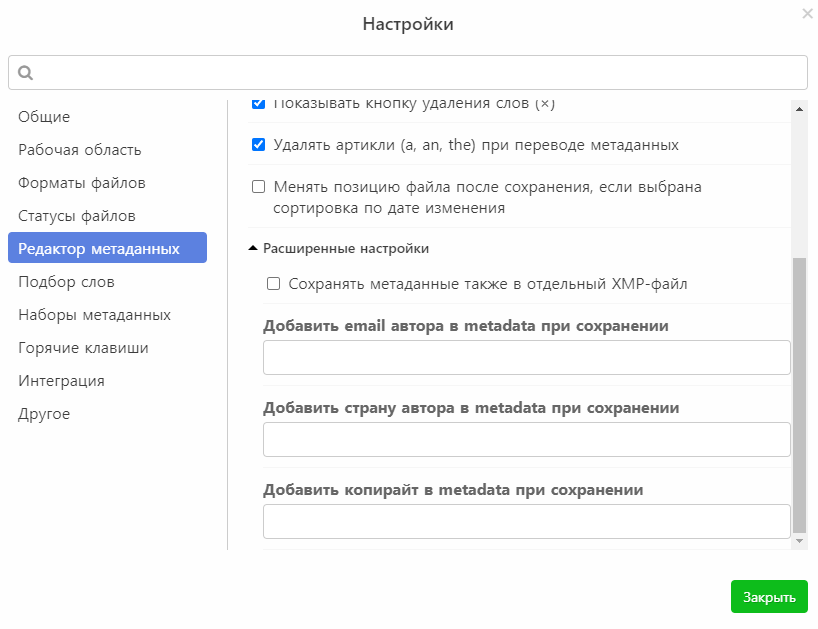 Настройки
Общие
Рабочая область
Форматы файлов
Статусы файлов
Редактор метаданных
Подбор слов
Наборы метаданных
Горячие клавиши
Интеграция
Другое
Показывать кнопку удаления слов (×)
Удалять артикли (a, an, the) при переводе метаданных
Менять позицию файла после сохранения, если выбрана
сортировка по дате изменения
Расширенные настройки
Сохранять метаданные также в отдельный XMP-файл
Добавить email автора в metadata при сохранении
Добавить страну автора в metadata при сохранении
Добавить копирайт в metadata при сохранении
Закрыть